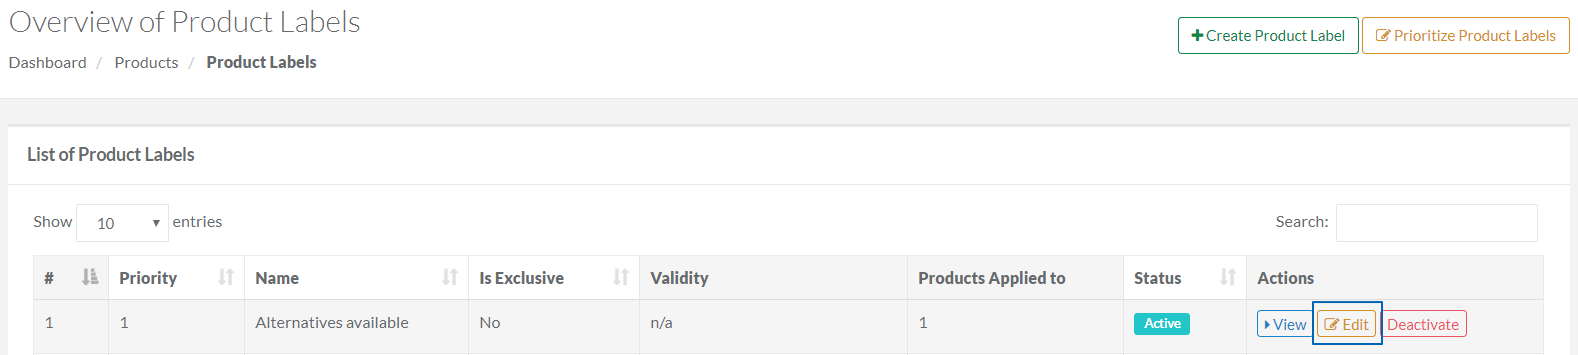 Overview of Product Labels
Dashboard / Products / Product Labels
Create Product Label Prioritize Product Labels
List of Product Labels
Show 10 entries Search:
# Priority Name Is Exclusive Validity Products Applied to Status Actions
1 1 Alternatives available No n/a 1 Active View Edit Deactivate